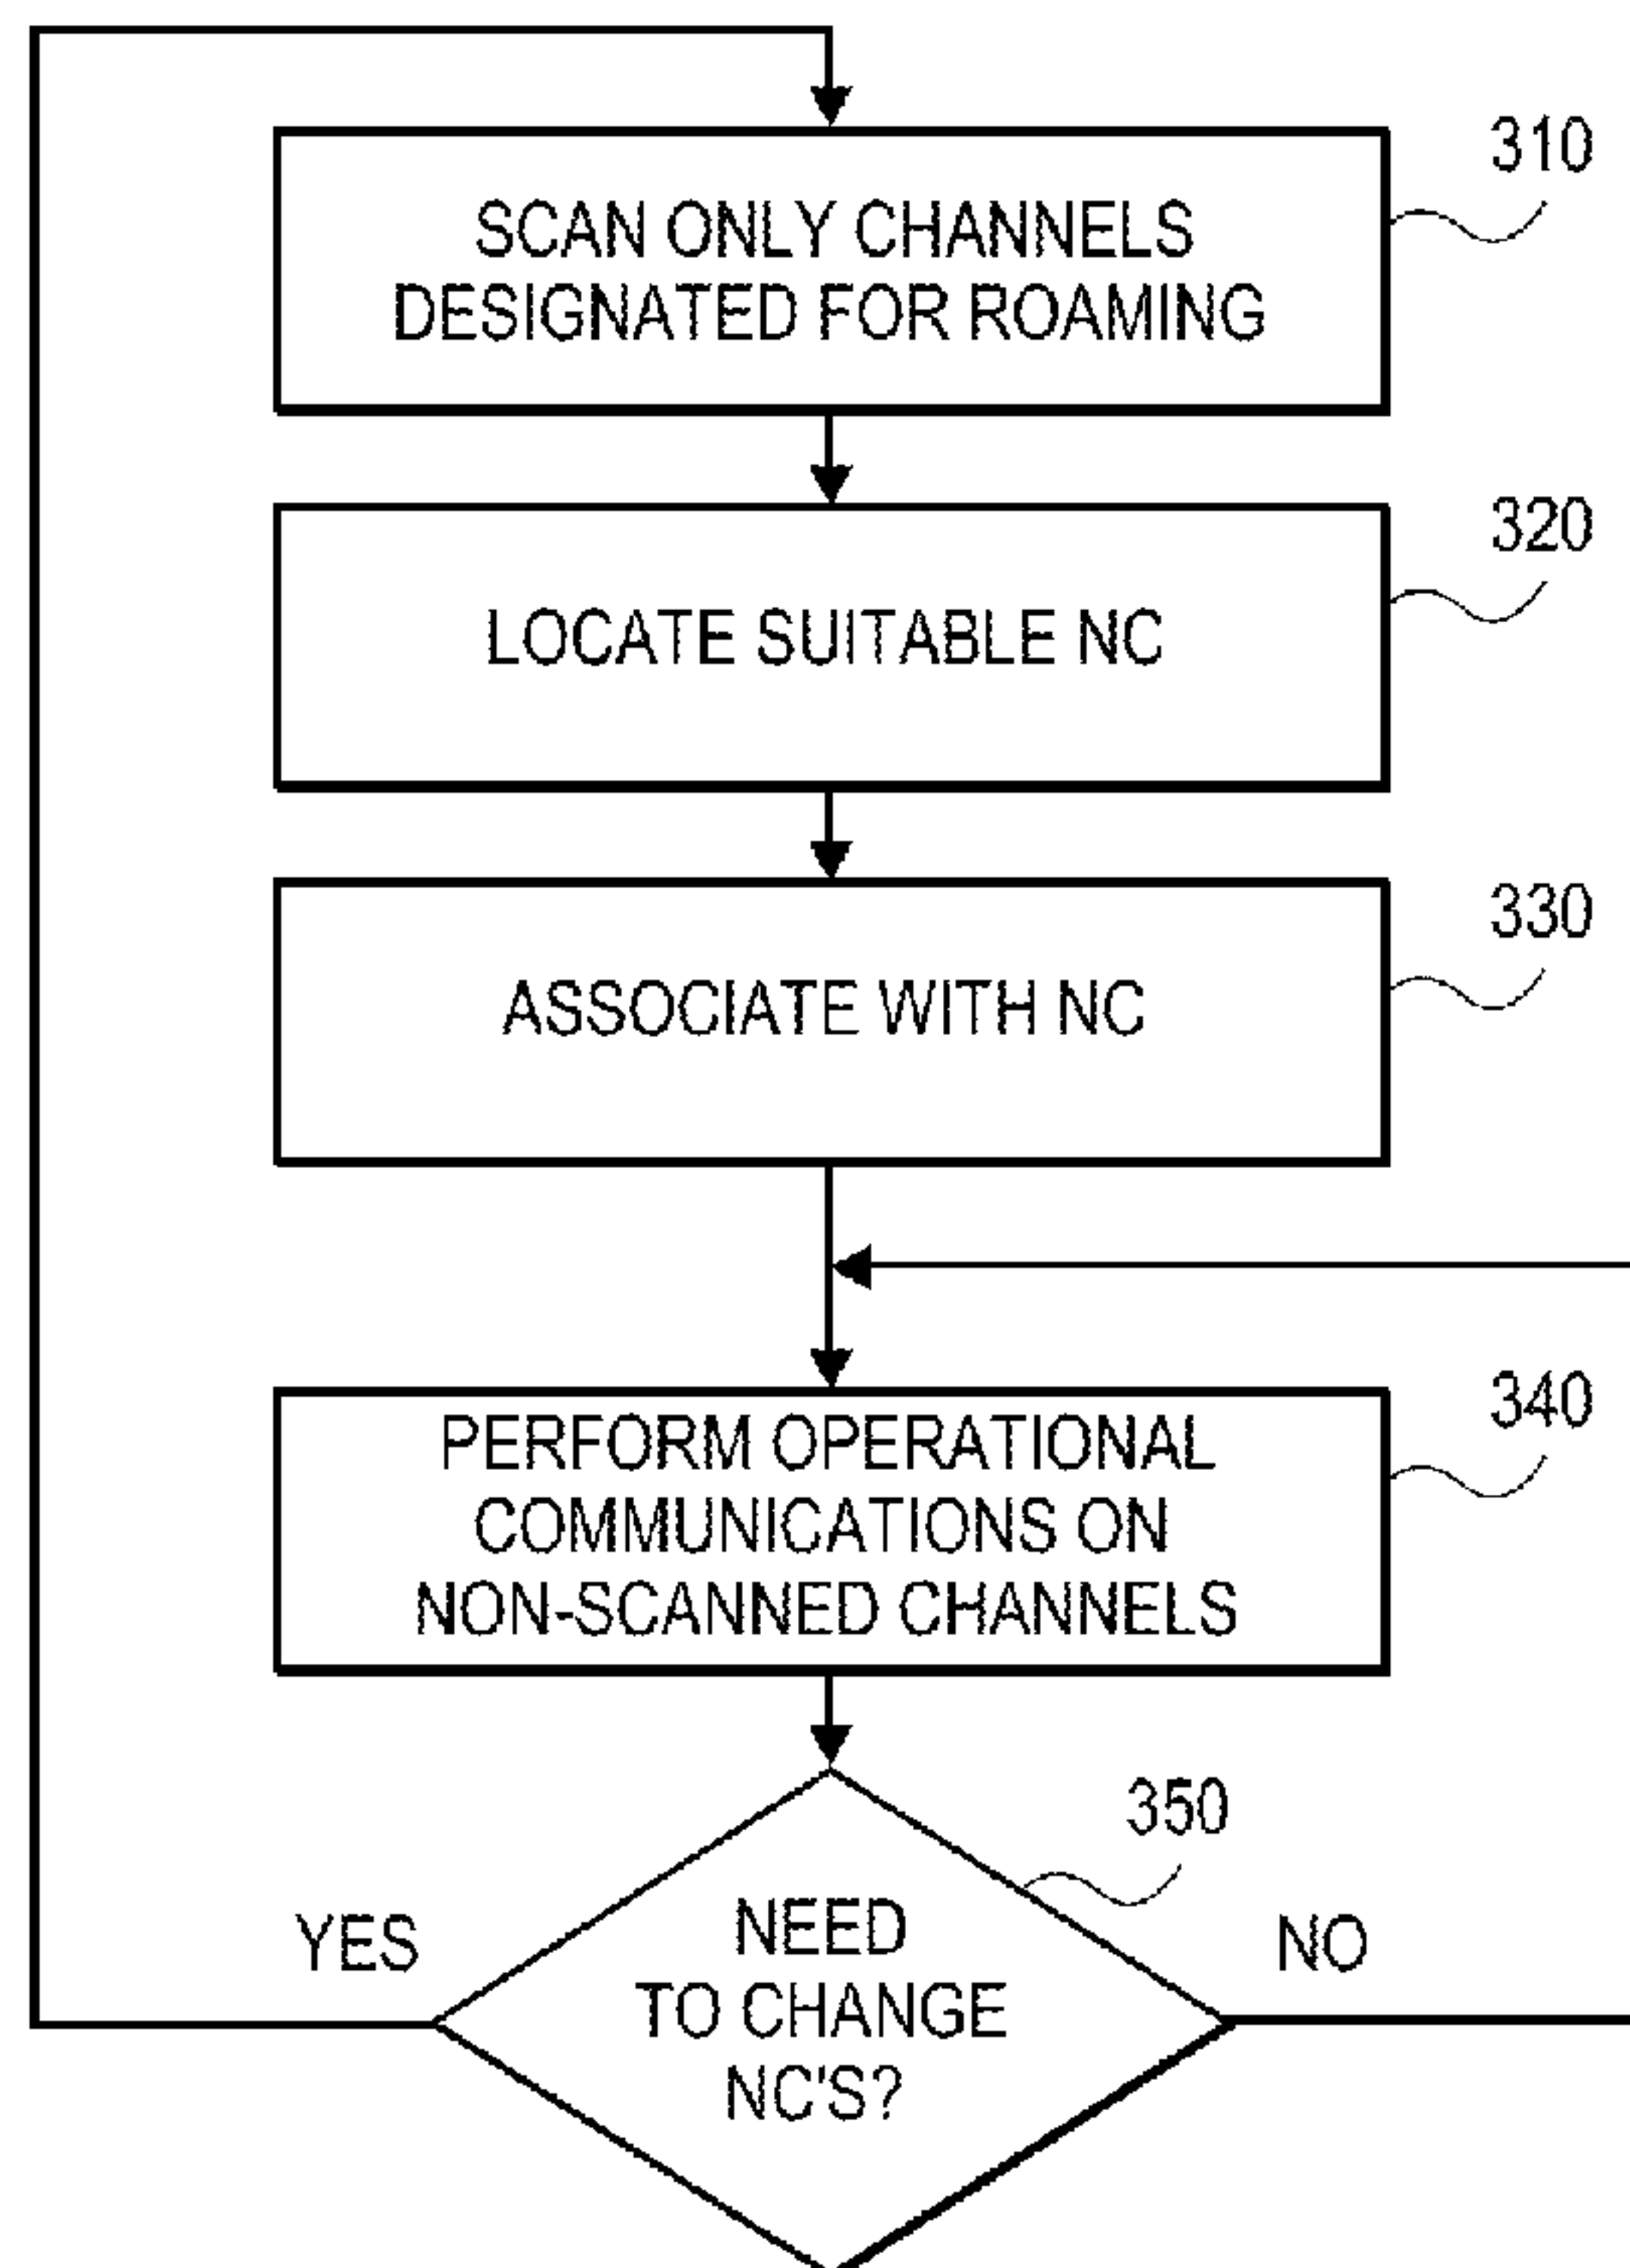 310
SCAN ONLY CHANNELS
DESIGNATED FOR ROAMING
320
LOCATE SUITABLE NC
330
ASSOCIATE WITH NC
340
PERFORM OPERATIONAL
COMMUNICATIONS ON
NON-SCANNED CHANNELS
350
YES
NEED
TO CHANGE
NC'S?
NO